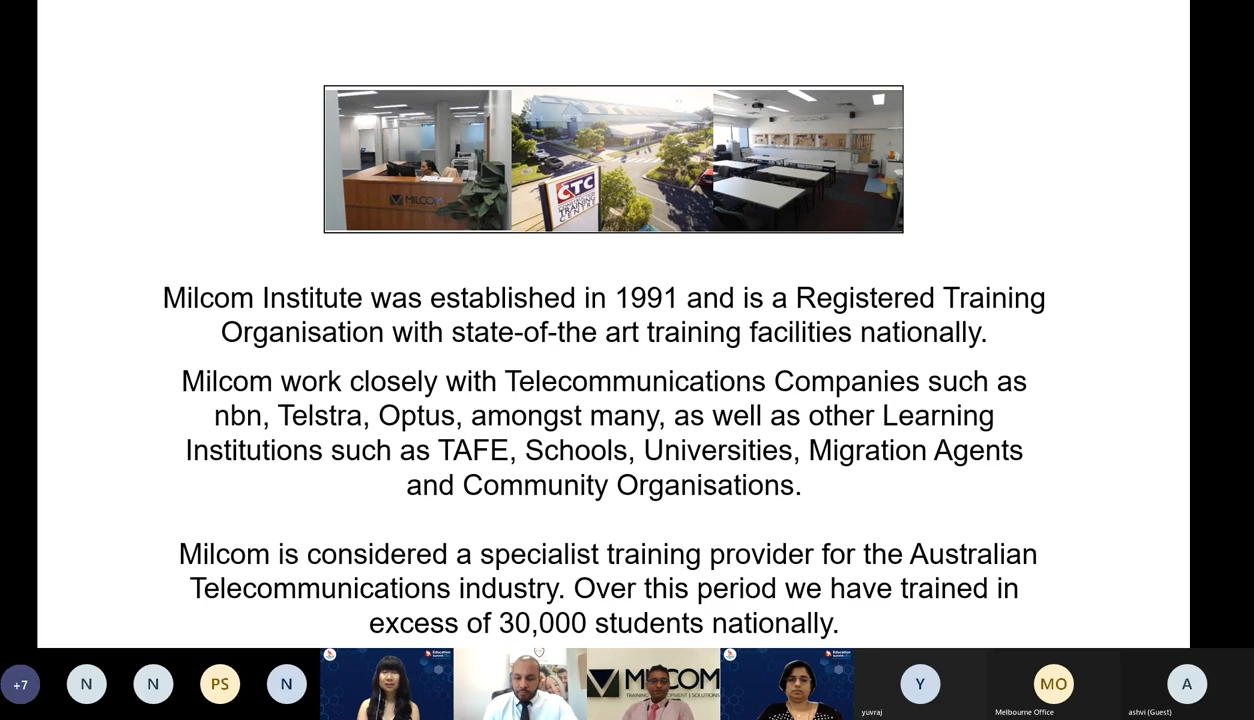 MILCOM
CTC
TRAINING
CENTRE
Milcom Institute was established in 1991 and is a Registered Training
Organisation with state-of-the art training facilities nationally.
Milcom work closely with Telecommunications Companies such as
nbn, Telstra, Optus, amongst many, as well as other Learning
Institutions such as TAFE, Schools, Universities, Migration Agents
and Community Organisations.
Milcom is considered a specialist training provider for the Australian
Telecommunications industry. Over this period we have trained in
excess of 30,000 students nationally.
+7
N
N
PS
N
Education
Education
Y
yuvraj
MO
Melbourne Office
A
ashvi (Guest)